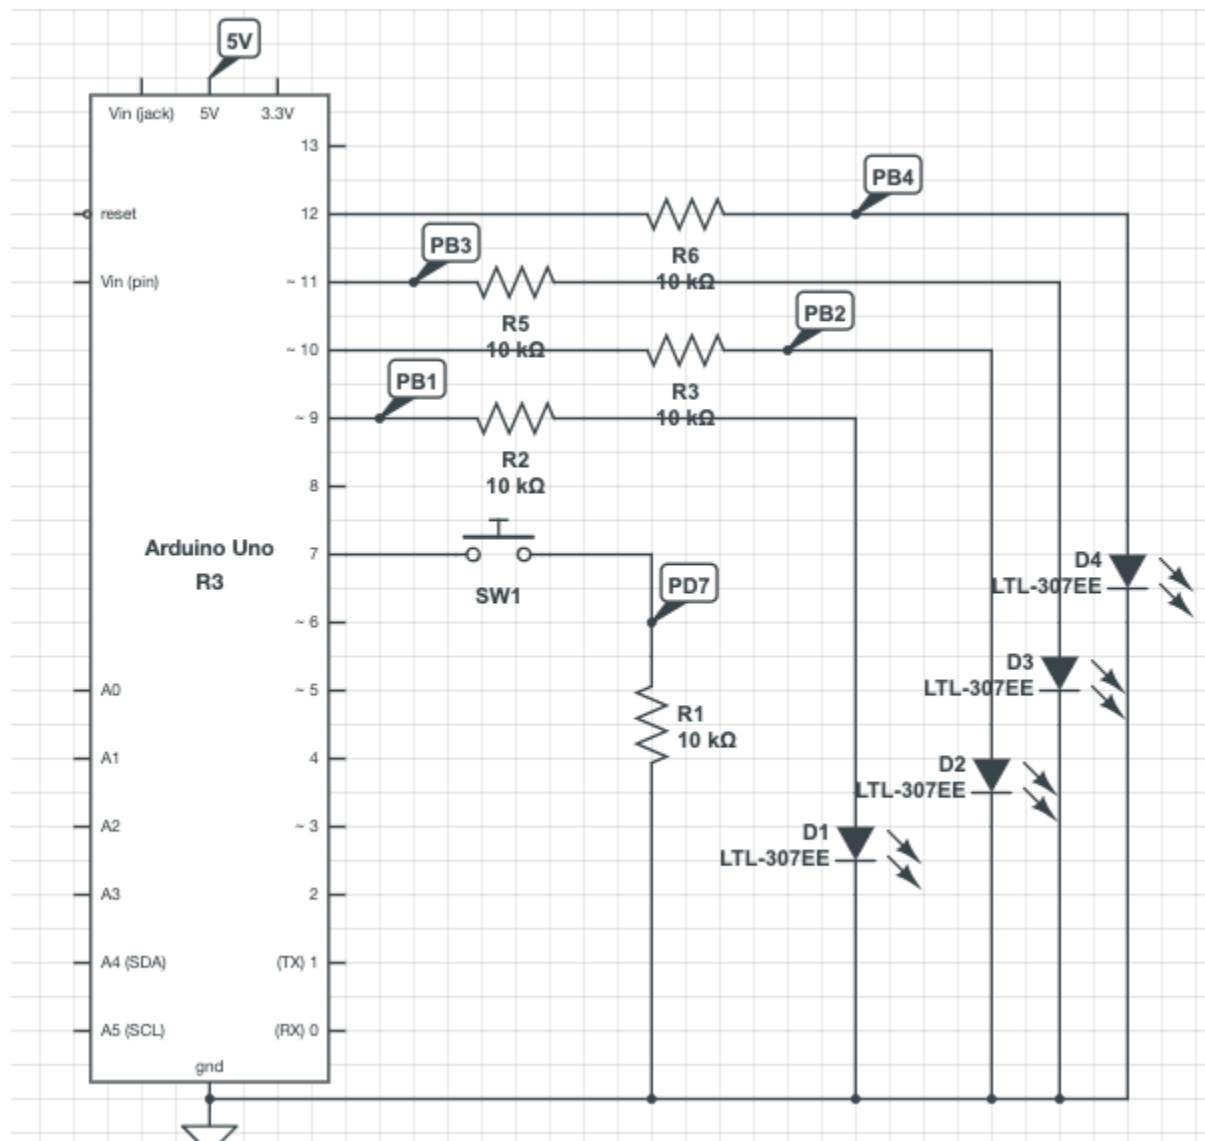 5V
Vin (jack) 5V 3.3V
13
PB4
reset
12
PB3
R6
10 kΩ
Vin (pin)
~ 11
PB2
R5
10 kΩ
~ 10
PB1
R3
10 kΩ
~ 9
R2
10 kΩ
8
Arduino Uno
R3
7
SW1
PD7
D4
LTL-307EE
~ 6
D3
LTL-307EE
A0
~ 5
R1
10 kΩ
A1
4
D2
LTL-307EE
A2
~ 3
D1
LTL-307EE
A3
2
A4 (SDA)
(TX) 1
A5 (SCL)
(RX) 0
gnd